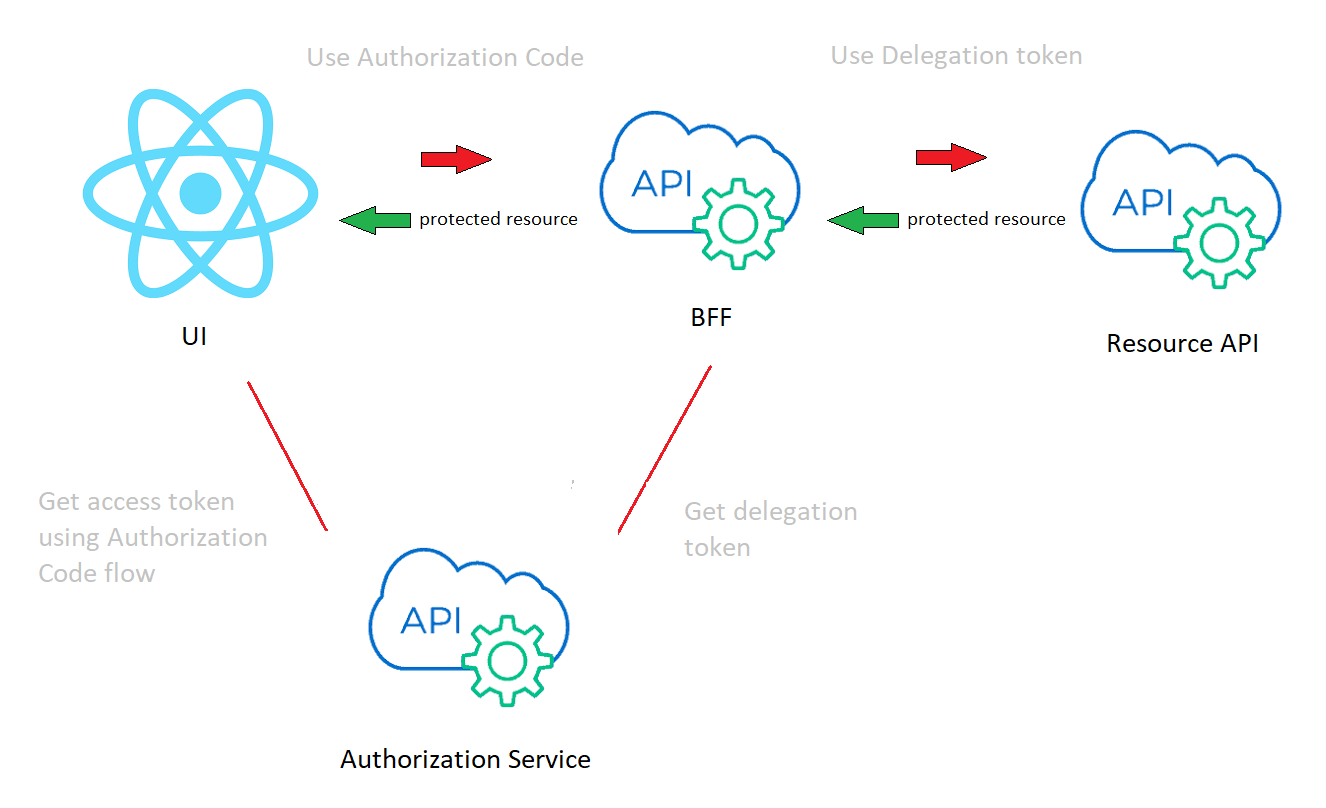 Use Authorization Code
Use Delegation token
API
API
API
protected resource
protected resource
UI
BFF
Resource API
Get access token
using Authorization
Code flow
Get delegation
token
API
Authorization Service